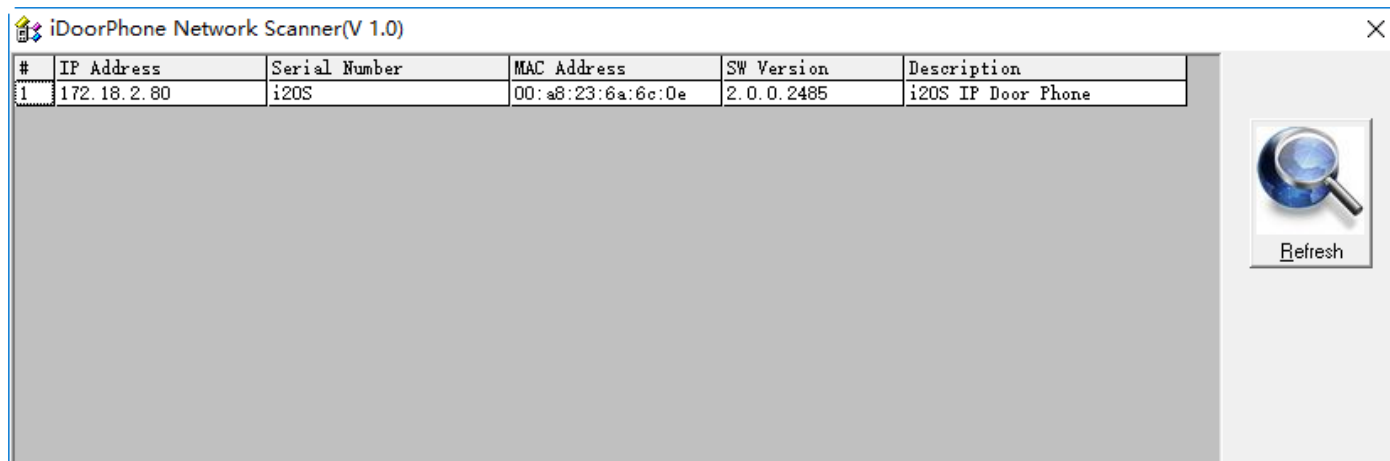 iDoorPhone Network Scanner(V 1.0)
# IP Address Serial Number MAC Address SW Version Description
1 172.18.2.80 i20S 00:a8:23:6a:6c:0e 2.0.0.2485 i20S IP Door Phone
Refresh